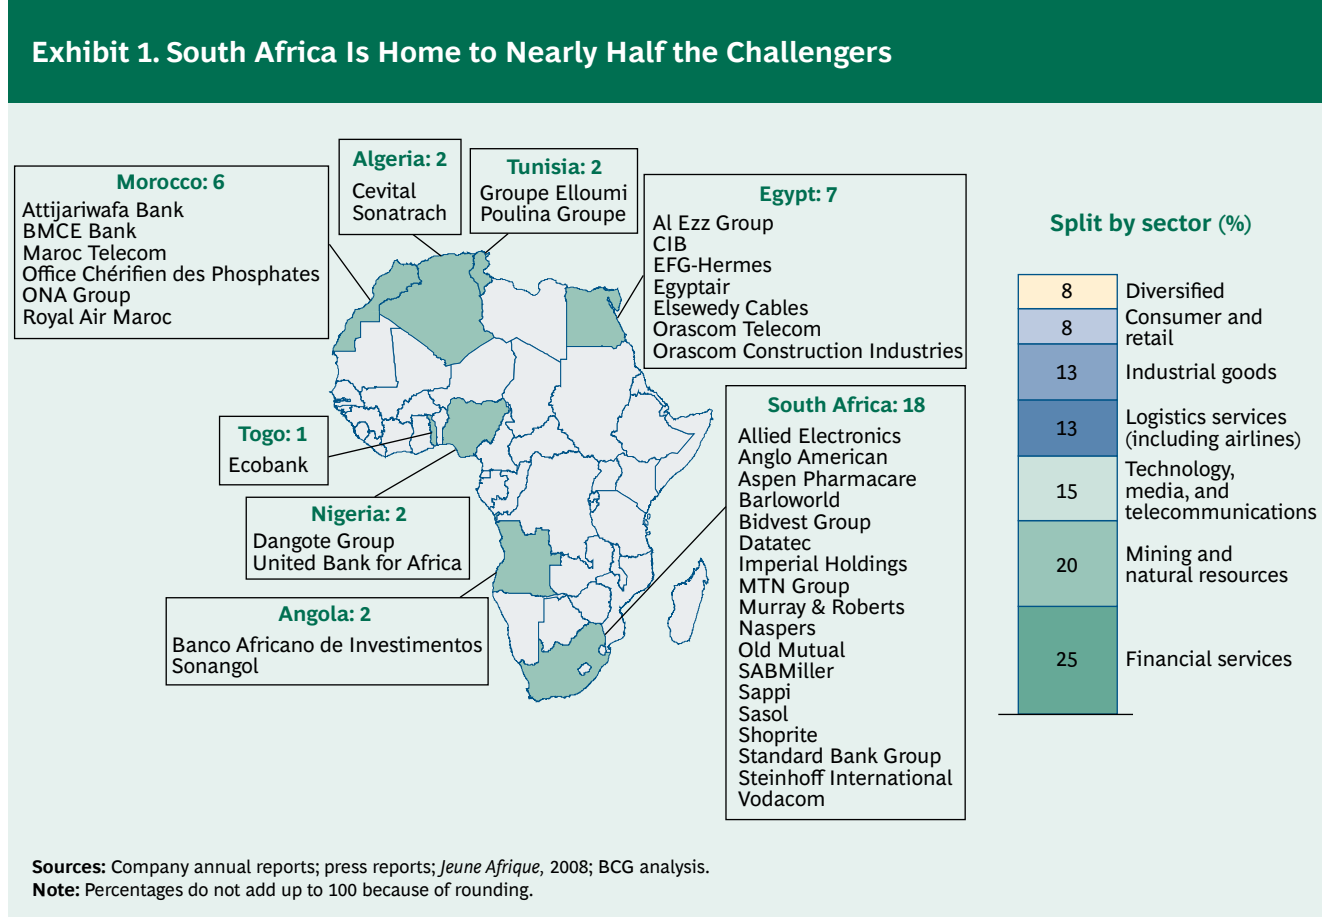 Exhibit 1. South Africa Is Home to Nearly Half the Challengers
Morocco: 6
Attijariwafa Bank
BMCE Bank
Maroc Telecom
Office Chérifien des Phosphates
ONA Group
Royal Air Maroc
Algeria: 2
Cevital
Sonatrach
Tunisia: 2
Groupe Elloumi
Poulina Groupe
Egypt: 7
Al Ezz Group
CIB
EFG-Hermes
Egyptair
Elsewedy Cables
Orascom Telecom
Orascom Construction Industries
Togo: 1
Ecobank
Nigeria: 2
Dangote Group
United Bank for Africa
Angola: 2
Banco Africano de Investimentos
Sonangol
South Africa: 18
Allied Electronics
Anglo American
Aspen Pharmacare
Barloworld
Bidvest Group
Datatec
Imperial Holdings
MTN Group
Murray & Roberts
Naspers
Old Mutual
SABMiller
Sappi
Sasol
Shoprite
Standard Bank Group
Steinhoff International
Vodacom
Split by sector (%)
8 Diversified
8 Consumer and
retail
13 Industrial goods
13 Logistics services
(including airlines)
15 Technology,
media, and
telecommunications
20 Mining and
natural resources
25 Financial services
Sources: Company annual reports; press reports; Jeune Afrique, 2008; BCG analysis.
Note: Percentages do not add up to 100 because of rounding.